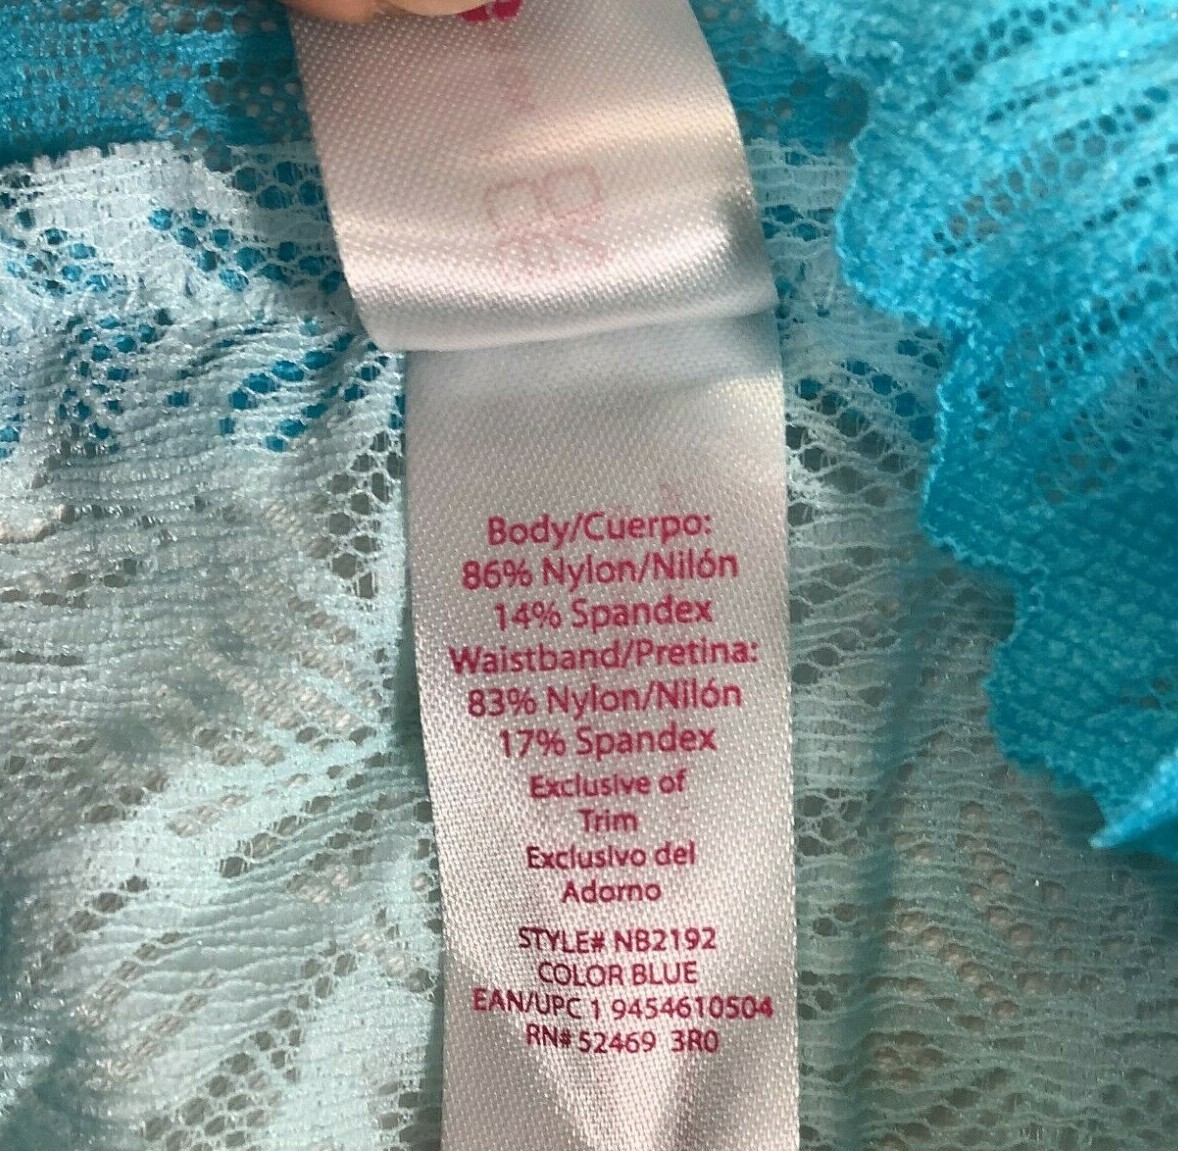 Body/Cuerpo:
86% Nylon/Nilón
14% Spandex
Waistband/Pretina:
83% Nylon/Nilón
17% Spandex
Exclusive of
Trim
Exclusivo del
Adorno
STYLE# NB2192
COLOR BLUE
EAN/UPC 1 9454610504
RN# 52469 3R0